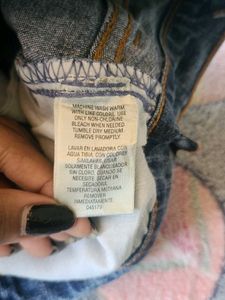 MACHINE WASH WARM
WITH LIKE COLORS. USE
ONLY NON-CHLORINE
BLEACH WHEN NEEDED.
TUMBLE DRY MEDIUM
REMOVE PROMPTLY.
LAVAR EN LAVADORA CON
AGUA TIBIA, CON COLORES
SIMILARES. USAR
SOLAMENTE BLANQUEADOR
SIN CLORO, CUANDO ES
NECESITE. SECAR EN
SECADORA,
TEMPERATURA MEDIANA
REMOVER
INMEDIATAMENTE